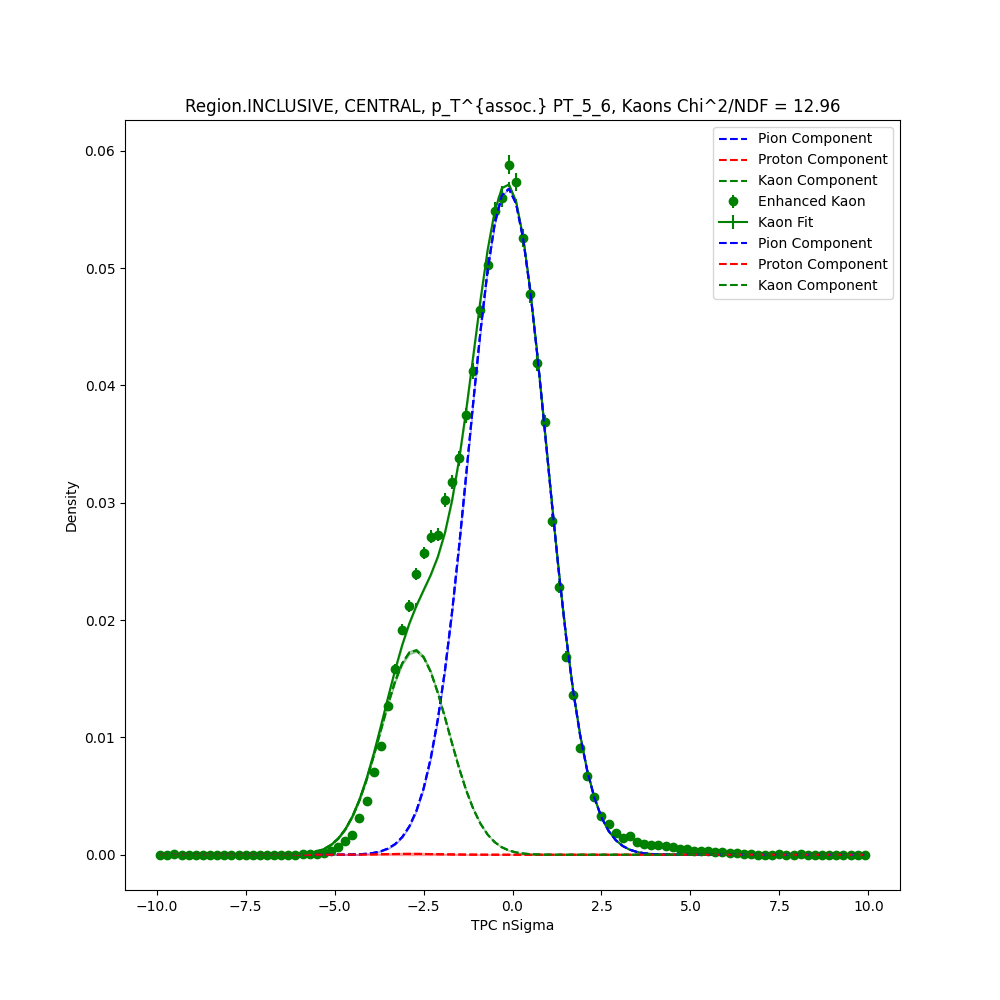 Region.INCLUSIVE, CENTRAL, p_T^{assoc.} PT_5_6, Kaons Chi^2/NDF = 12.96
Pion Component
Proton Component
Kaon Component
Enhanced Kaon
Kaon Fit
Pion Component
Proton Component
Kaon Component
0.06
0.05
0.04
0.03
0.02
0.01
0.00
Density
−10.0 −7.5 −5.0 −2.5 0.0 2.5 5.0 7.5 10.0
TPC nSigma